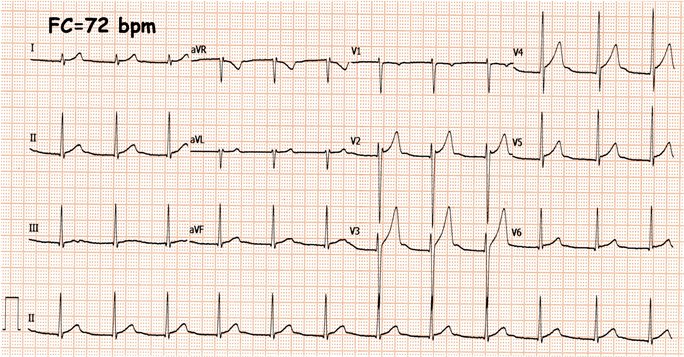 FC=72 bpm
I aVR V1 V4
II aVL V2 V5
III aVF V3 V6
II